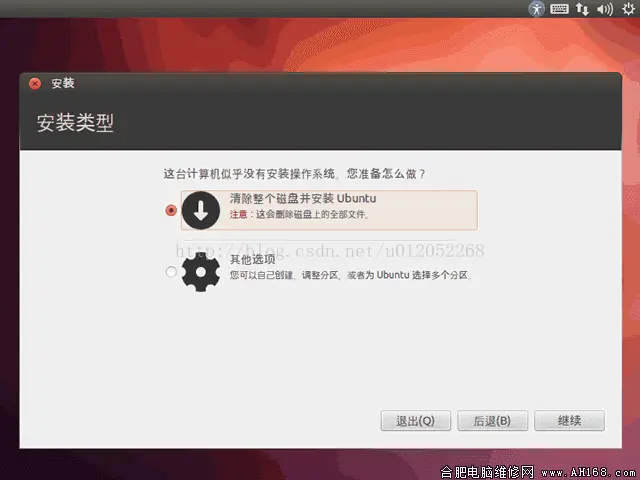 安装
安装类型
这台计算机似乎没有安装操作系统。您准备怎么做？
清除整个磁盘并安装 Ubuntu
注意：这会删除磁盘上的全部文件。
http://blog.csdn.net/u012052268
其他选项
您可以自己创建、调整分区、或者为 Ubuntu 选择多个分区。
退出(Q)
后退(B)
继续
合肥电脑维修网 www.AH168.com